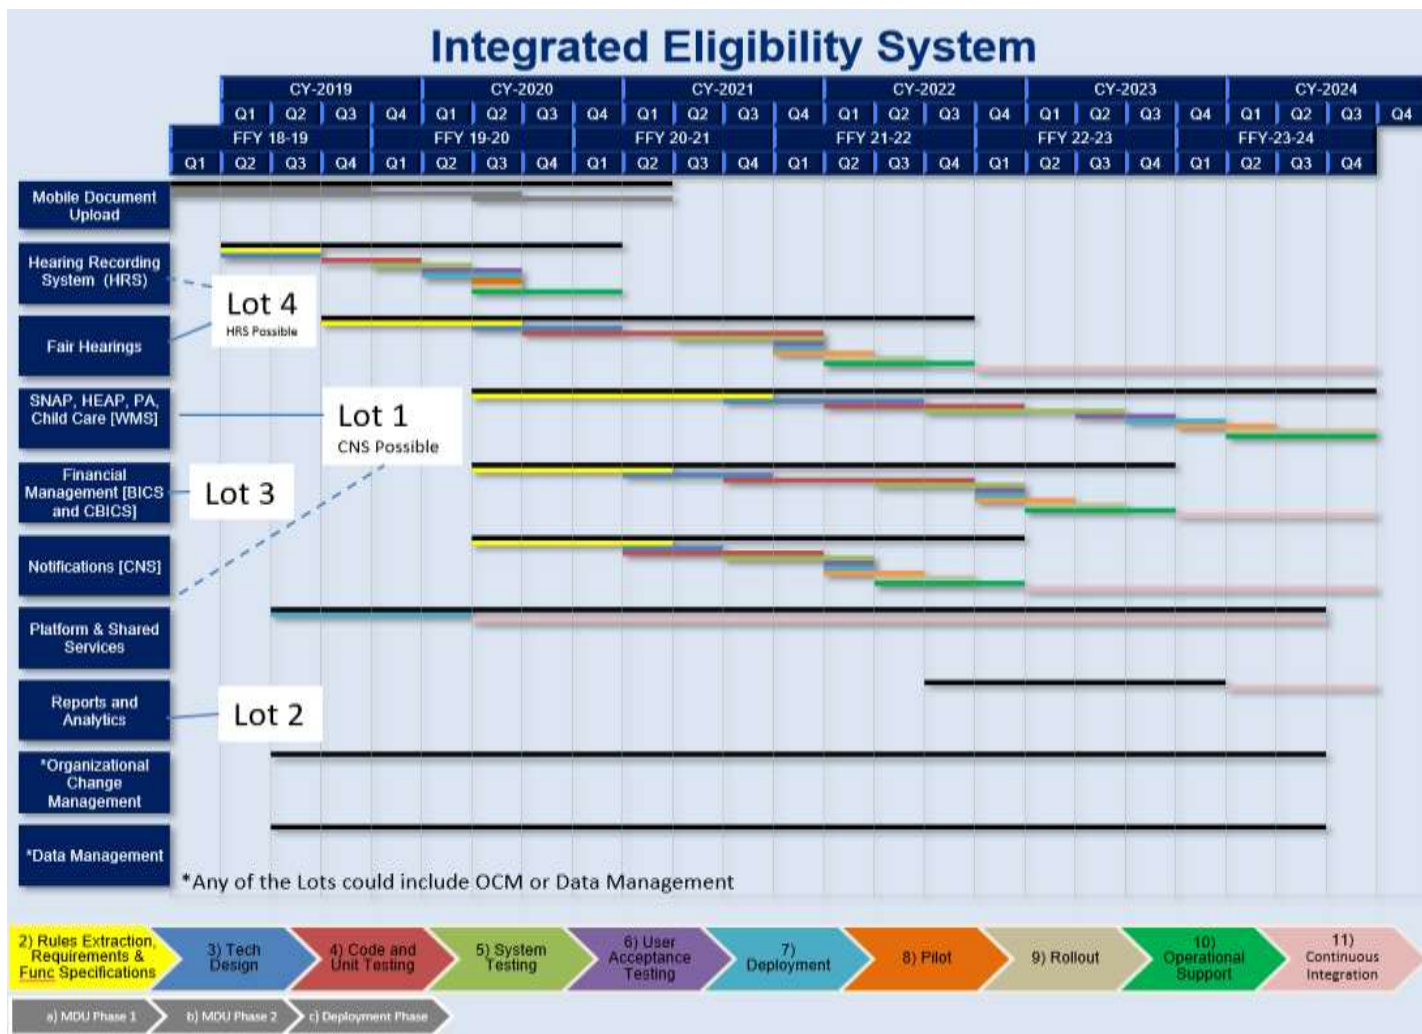 Integrated Eligibility System
CY-2019 CY-2020 CY-2021 CY-2022 CY-2023 CY-2024
Q1 Q2 Q3 Q4 Q1 Q2 Q3 Q4 Q1 Q2 Q3 Q4 Q1 Q2 Q3 Q4 Q1 Q2 Q3 Q4 Q1 Q2 Q3 Q4
FFY 18-19 FFY 19-20 FFY 20-21 FFY 21-22 FFY 22-23 FFY-23-24
Q1 Q2 Q3 Q4 Q1 Q2 Q3 Q4 Q1 Q2 Q3 Q4 Q1 Q2 Q3 Q4 Q1 Q2 Q3 Q4 Q1 Q2 Q3 Q4
Mobile Document
Upload
Hearing Recording
System (HRS)
Lot 4
HRS Possible
Fair Hearings
SNAP, HEAP, PA,
Child Care [WMS]
Lot 1
CNS Possible
Financial
Management [BICS
and CBICS]
Lot 3
Notifications [CNS]
Platform & Shared
Services
Reports and
Analytics
Lot 2
*Organizational
Change
Management
*Data Management
*Any of the Lots could include OCM or Data Management
2) Rules Extraction,
Requirements &
Func Specifications
3) Tech
Design
4) Code and
Unit Testing
5) System
Testing
6) User
Acceptance
Testing
7)
Deployment
8) Pilot
9) Rollout
10)
Operational
Support
11)
Continuous
Integration
a) MDU Phase 1
b) MDU Phase 2
c) Deployment Phase